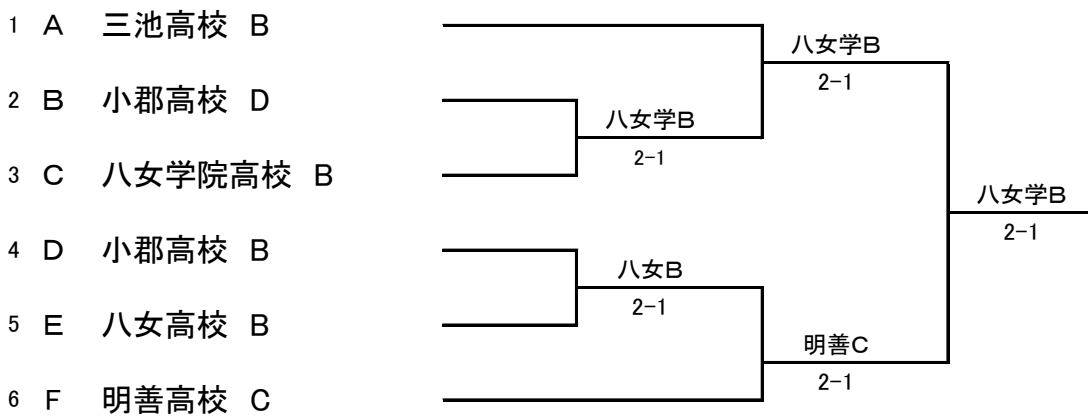 1 A 三池高校 B
八女学B
2-1
2 B 小郡高校 D
八女学B
2-1
3 C 八女学院高校 B
八女学B
2-1
4 D 小郡高校 B
八女B
2-1
5 E 八女高校 B
明善C
2-1
6 F 明善高校 C